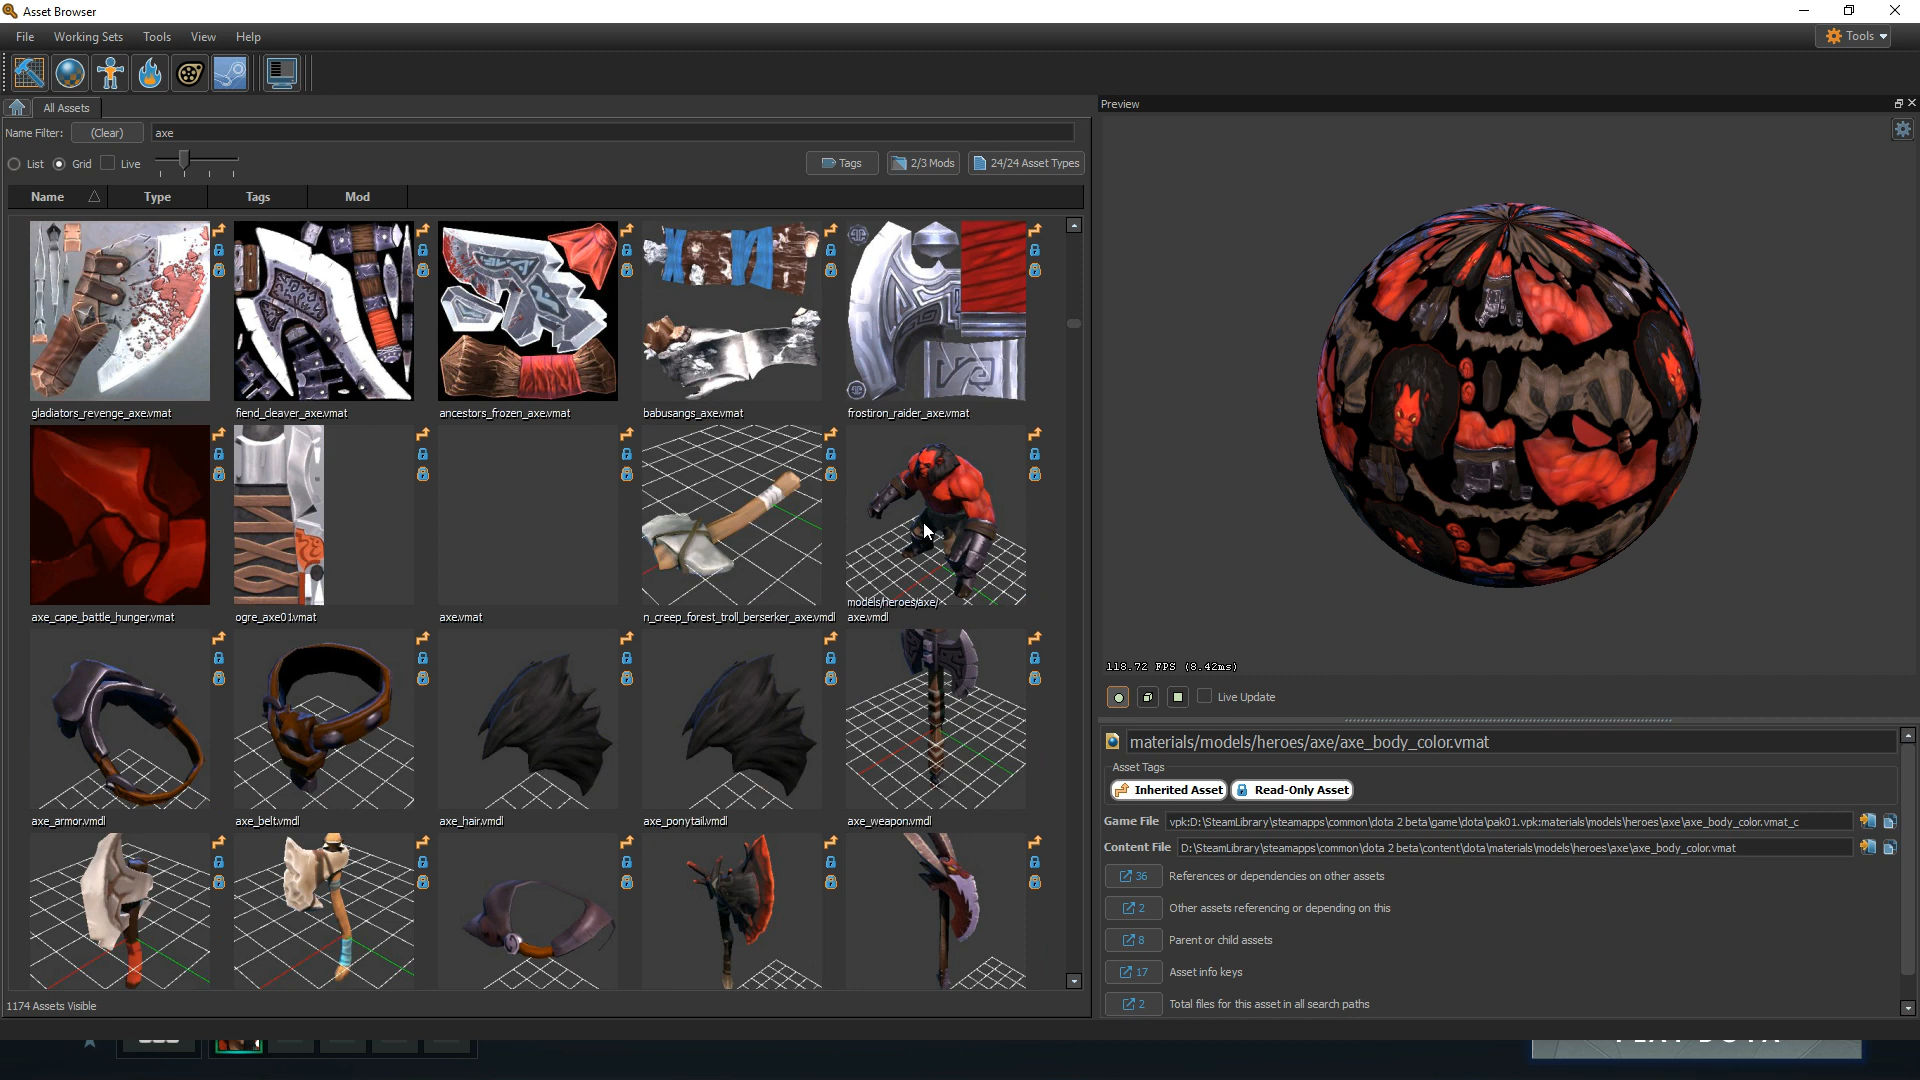 Asset Browser
File Working Sets Tools View Help
Tools
All Assets
Name Filter: (Clear) axe
List Grid Live
Tags 2/3 Mods 24/24 Asset Types
Name Type Tags Mod
gladiators_revenge_axe.vmat fiend_cleaver_axe.vmat ancestors_frozen_axe.vmat babusangs_axe.vmat frostiron_raider_axe.vmat
models/heroes/axe/
axe_cape_battle_hunger.vmat ogre_axe01.vmat axe.vmat n_creep_forest_troll_berserker_axe.vmdl axe.vmdl
axe_armor.vmdl axe_belt.vmdl axe_hair.vmdl axe_ponytail.vmdl axe_weapon.vmdl
1174 Assets Visible
Preview
118.72 FPS (8.42ms)
Live Update
materials/models/heroes/axe/axe_body_color.vmat
Asset Tags
Inherited Asset Read-Only Asset
Game File vpk:D:\SteamLibrary\steamapps\common\dota 2 beta\game\dota\pak01.vpk:materials\models\heroes\axe\axe_body_color.vmat_c
Content File D:\SteamLibrary\steamapps\common\dota 2 beta\content\dota\materials\models\heroes\axe\axe_body_color.vmat
36 References or dependencies on other assets
2 Other assets referencing or depending on this
8 Parent or child assets
17 Asset info keys
2 Total files for this asset in all search paths
PLAY DOTA